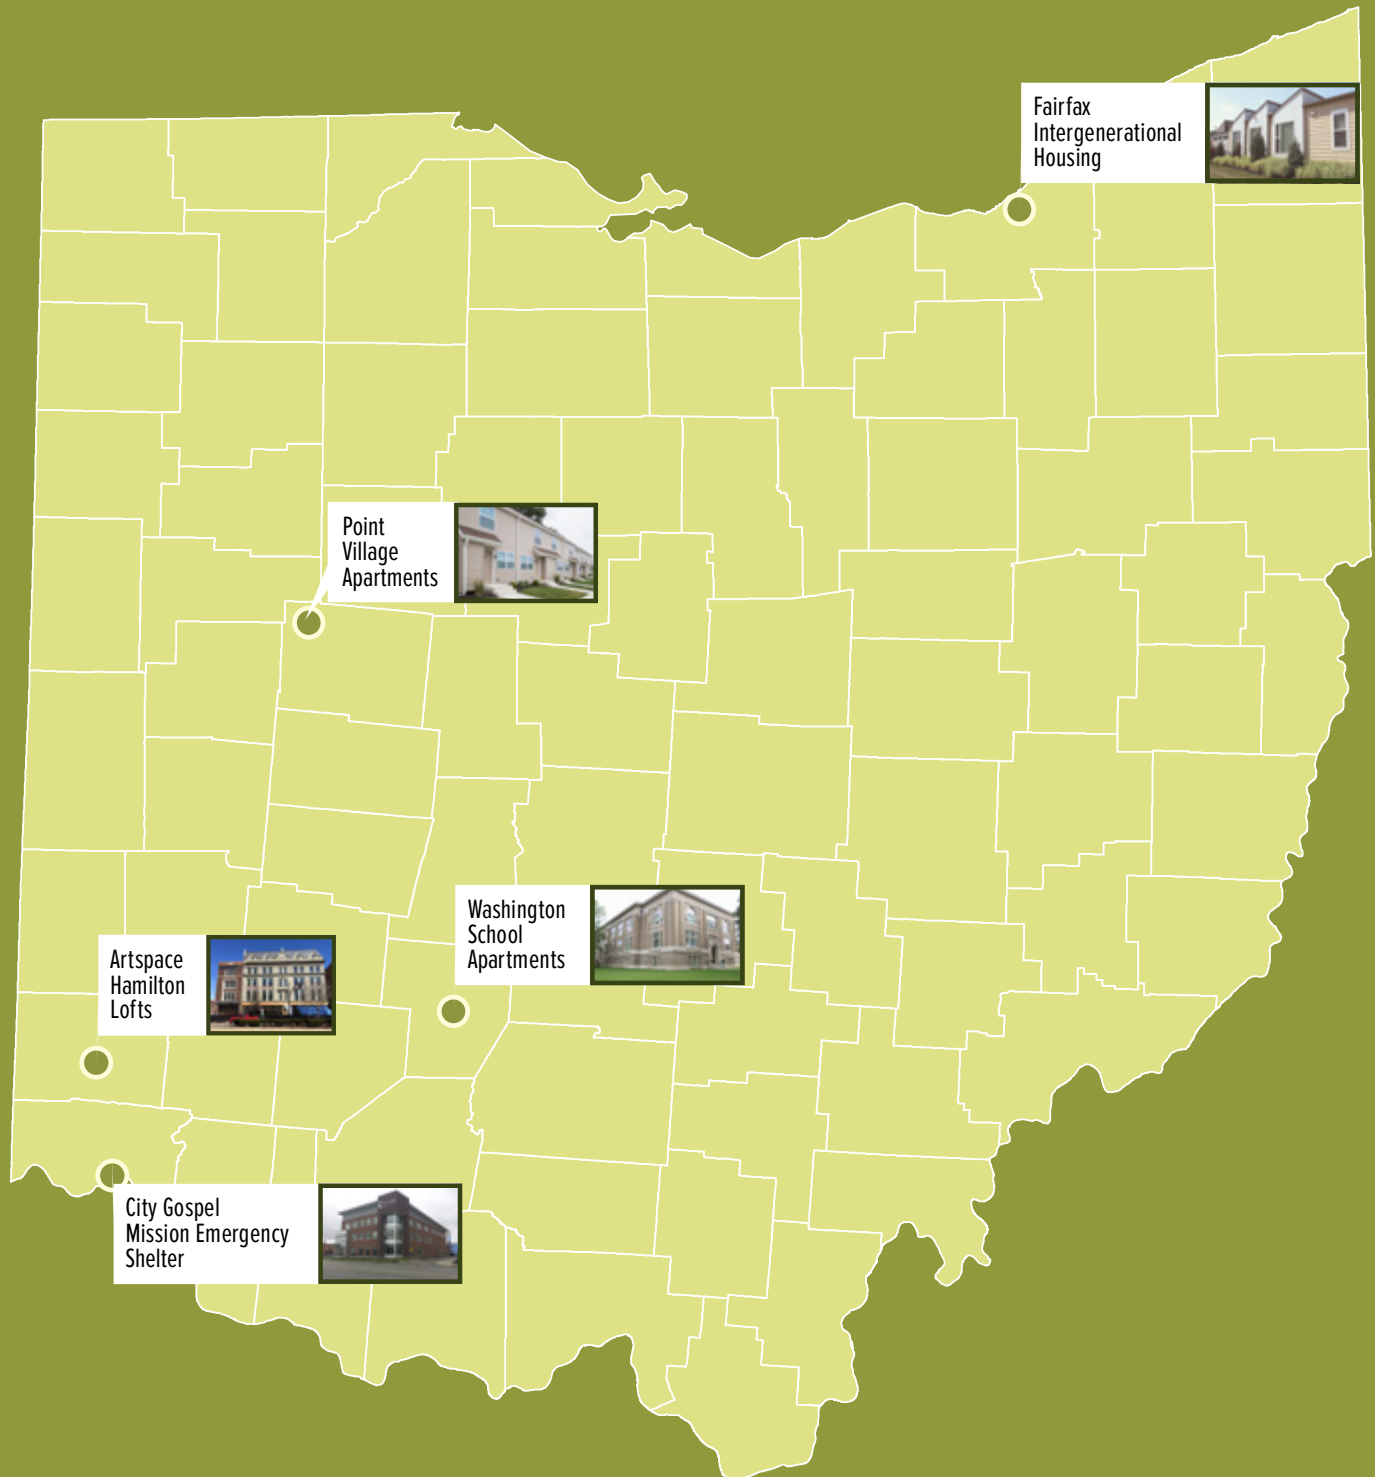 Fairfax
Intergenerational
Housing
Point
Village
Apartments
Washington
School
Apartments
Artspace
Hamilton
Lofts
City Gospel
Mission Emergency
Shelter